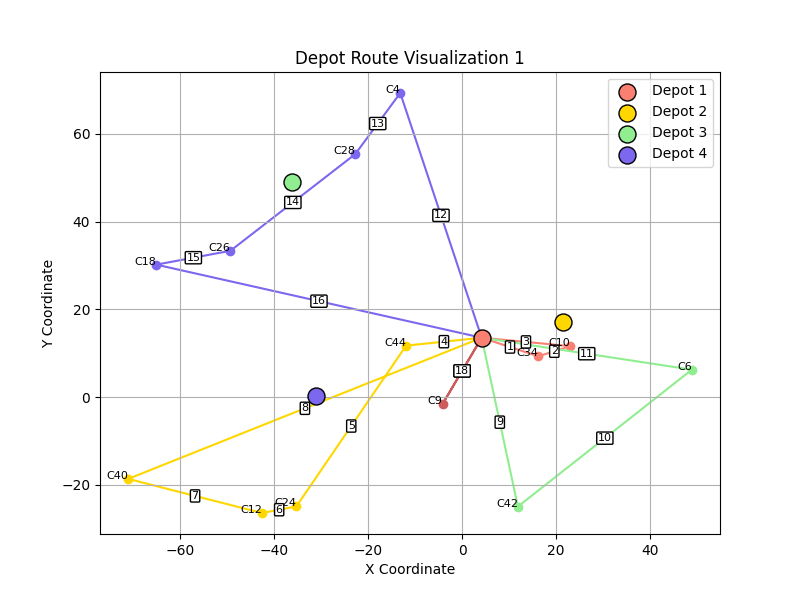 Depot Route Visualization 1
Depot 1
Depot 2
Depot 3
Depot 4
C4
13
C28
14
12
C26
15
C18
16
C44
4
1
3
C10
2
C34
11
C6
18
C9
8
5
9
10
C40
7
C12
6
C24
C42
60
40
20
0
−20
−60
−40
−20
0
20
40
X Coordinate
Y Coordinate